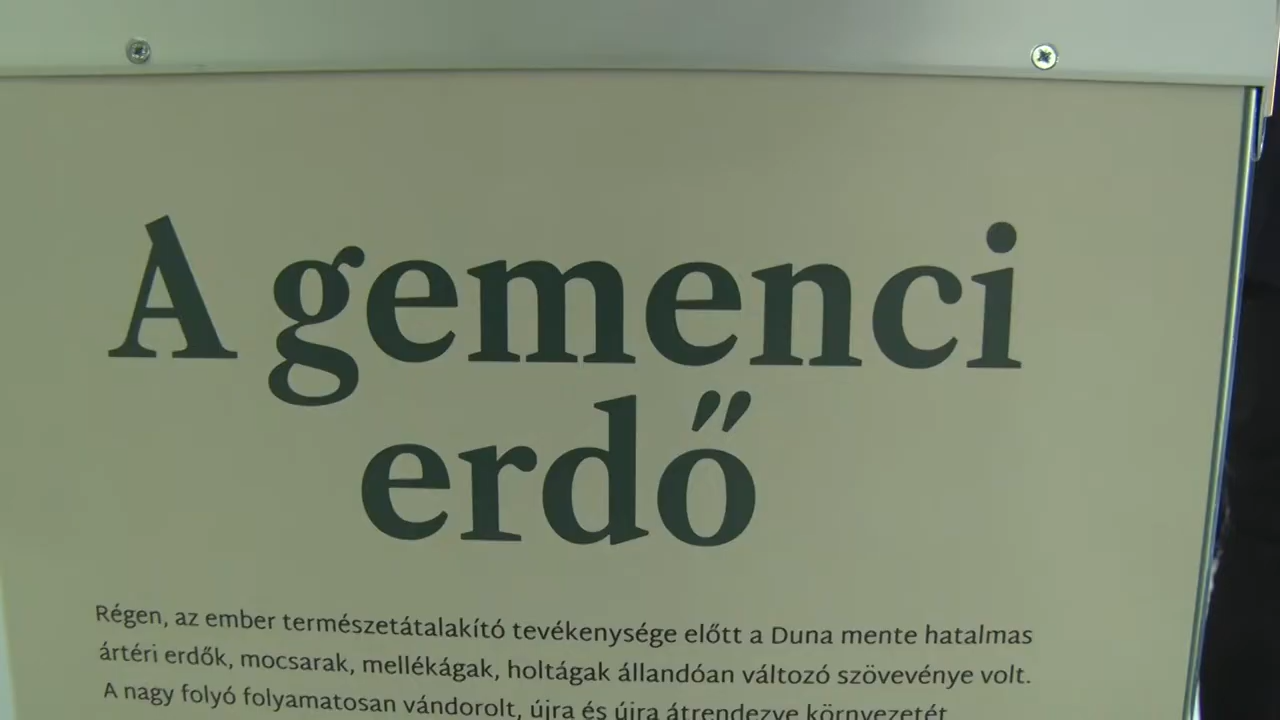 A gemenci
erdő
Régen, az ember természetátalakító tevékenysége előtt a Duna mente hatalmas
ártéri erdők, mocsarak, mellékágak, holtágak állandóan változó szövevénye volt.
A nagy folyó folyamatosan vándorolt, újra és újra átrendezve környezetét